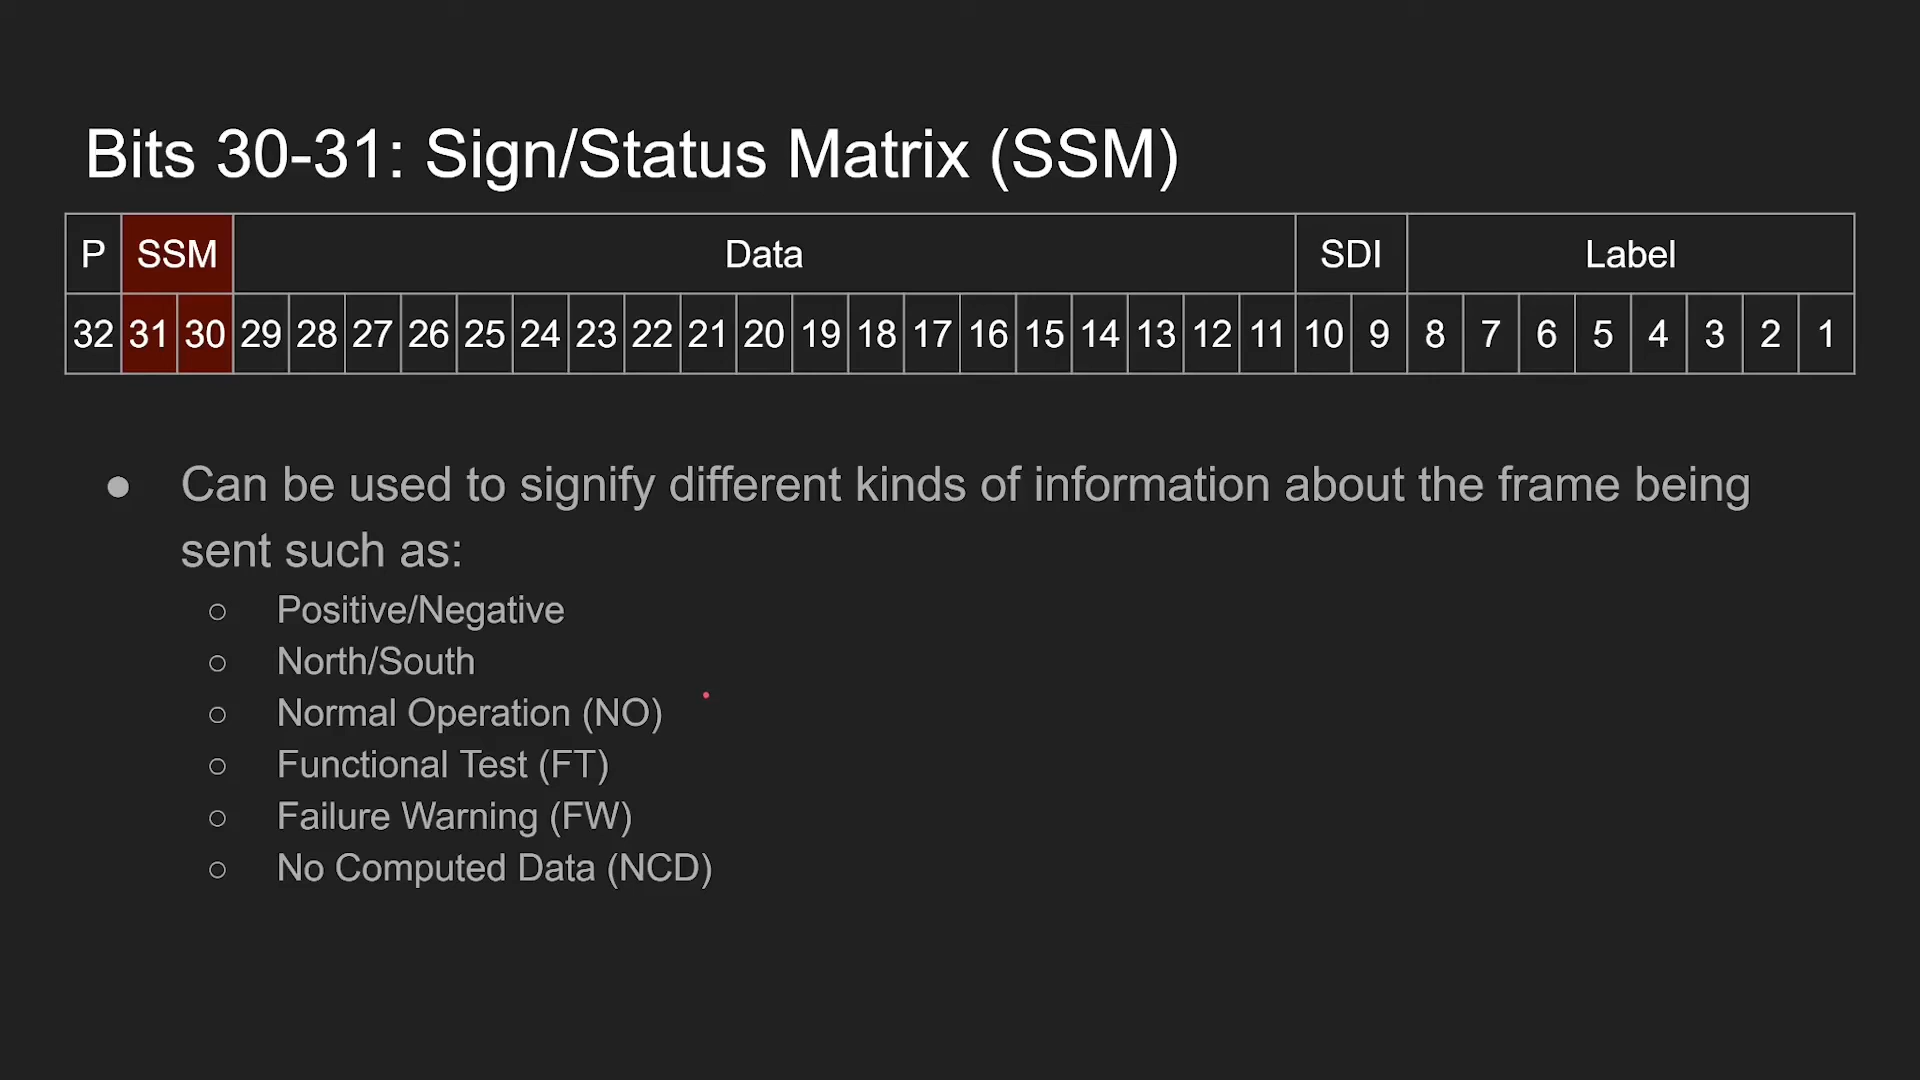 Bits 30-31: Sign/Status Matrix (SSM)
P SSM Data SDI Label
32 31 30 29 28 27 26 25 24 23 22 21 20 19 18 17 16 15 14 13 12 11 10 9 8 7 6 5 4 3 2 1
● Can be used to signify different kinds of information about the frame being
sent such as:
○ Positive/Negative
○ North/South
○ Normal Operation (NO)
○ Functional Test (FT)
○ Failure Warning (FW)
○ No Computed Data (NCD)